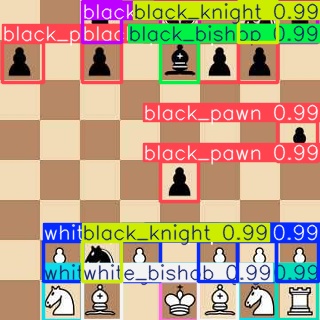 black
black_knight 0.99
black_p
blac
black_bishop 0.99
black_pawn 0.99
black_pawn 0.99
whit
black_knight 0.99
0.99
whit
white_bishop 0.99
0.99